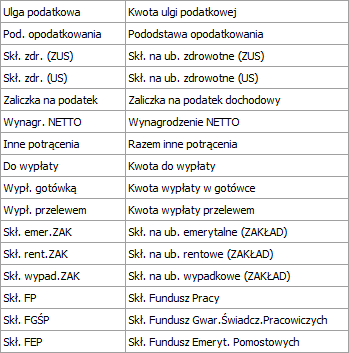 Ulga podatkowa Kwota ulgi podatkowej
Pod. opodatkowania Pododstawa opodatkowania
Skł. zdr. (ZUS) Skł. na ub. zdrowotne (ZUS)
Skł. zdr. (US) Skł. na ub. zdrowotne (US)
Zaliczka na podatek Zaliczka na podatek dochodowy
Wynagr. NETTO Wynagrodzenie NETTO
Inne potrącenia Razem inne potrącenia
Do wypłaty Kwota do wypłaty
Wypł. gotówką Kwota wypłaty w gotówce
Wypł. przelewem Kwota wypłaty przelewem
Skł. emer.ZAK Skł. na ub. emerytalne (ZAKŁAD)
Skł. rent.ZAK Skł. na ub. rentowe (ZAKŁAD)
Skł. wypad.ZAK Skł. na ub. wypadkowe (ZAKŁAD)
Skł. FP Skł. Fundusz Pracy
Skł. FGŚP Skł. Fundusz Gwar.Świadcz.Pracowiczych
Skł. FEP Skł. Fundusz Emeryt. Pomostowych